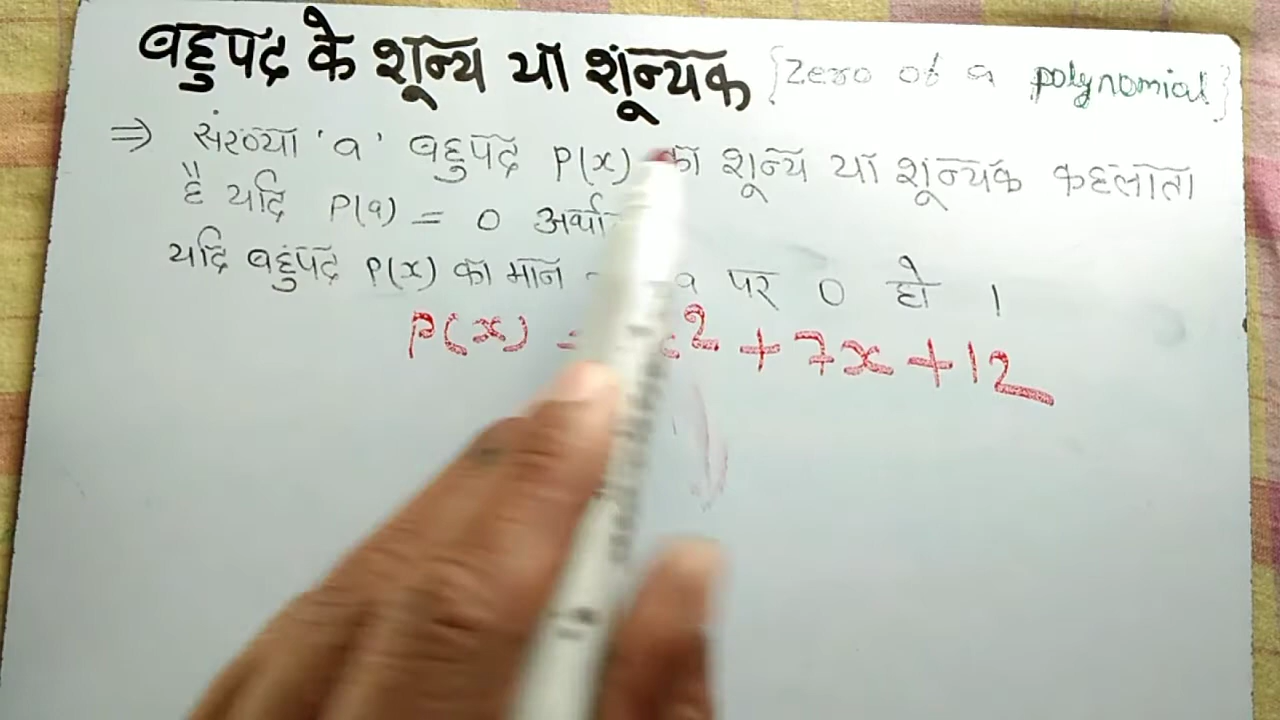 बहुपद के शून्य या शून्यक {Zero of a polynomial}
⇒ संख्या 'a' बहुपद P(x) का शून्य या शून्यक कहलाता
है यदि P(a) = 0
यदि बहुपद P(x) का मान a पर 0 हो ।
P(x) = 2 + 7x + 12